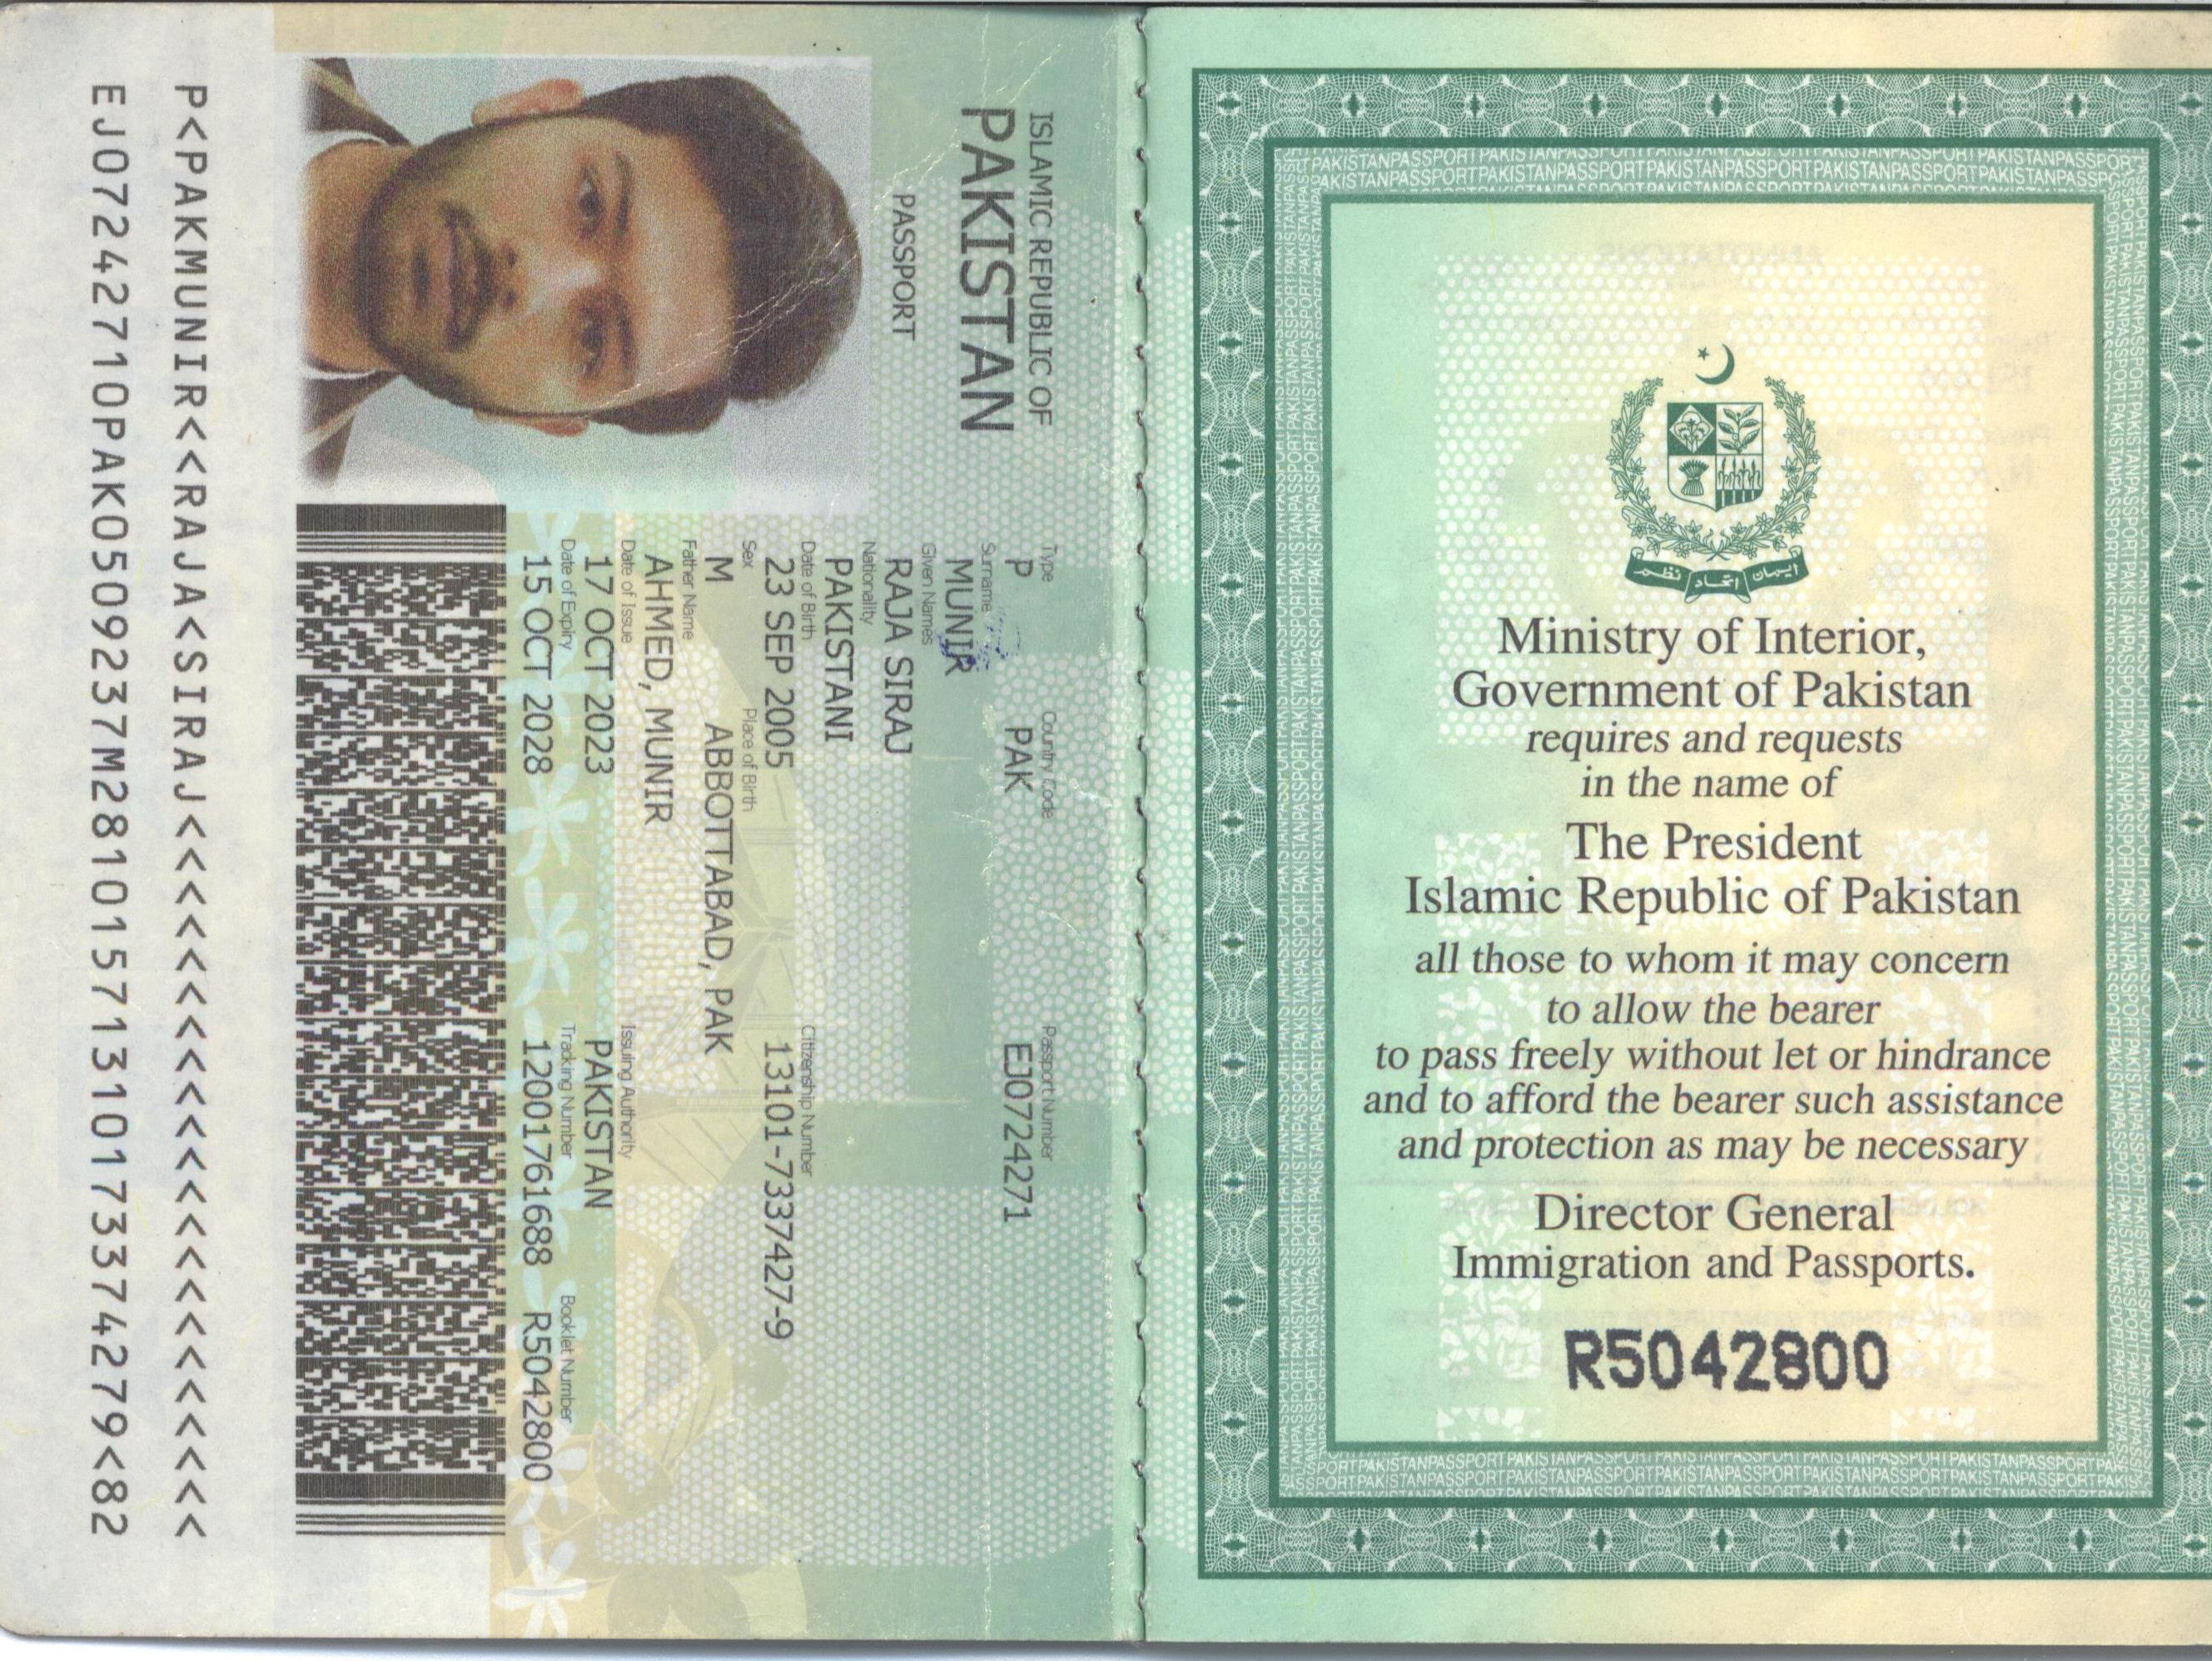 ISLAMIC REPUBLIC OF
PAKISTAN
PASSPORT
Type Country Code Passport Number
P PAK EJ0724271
Surname
MUNIR
Given Names
RAJA SIRAJ
Nationality
PAKISTANI
Date of Birth Citizenship Number
23 SEP 2005 13101-7337427-9
Sex Place of Birth
M ABBOTTABAD, PAK
Father Name
AHMED, MUNIR
Date of Issue Issuing Authority
17 OCT 2023 PAKISTAN
Date of Expiry Tracking Number Booklet Number
15 OCT 2028 12001761688 R5042800
P<PAKMUNIR<<RAJA<SIRAJ<<<<<<<<<<<<<<<<<<<<<<
EJ07242710PAK0509237M28101571310173374279<82
ایمان اتحاد نظم
Ministry of Interior,
Government of Pakistan
requires and requests
in the name of
The President
Islamic Republic of Pakistan
all those to whom it may concern
to allow the bearer
to pass freely without let or hindrance
and to afford the bearer such assistance
and protection as may be necessary
Director General
Immigration and Passports.
R5042800